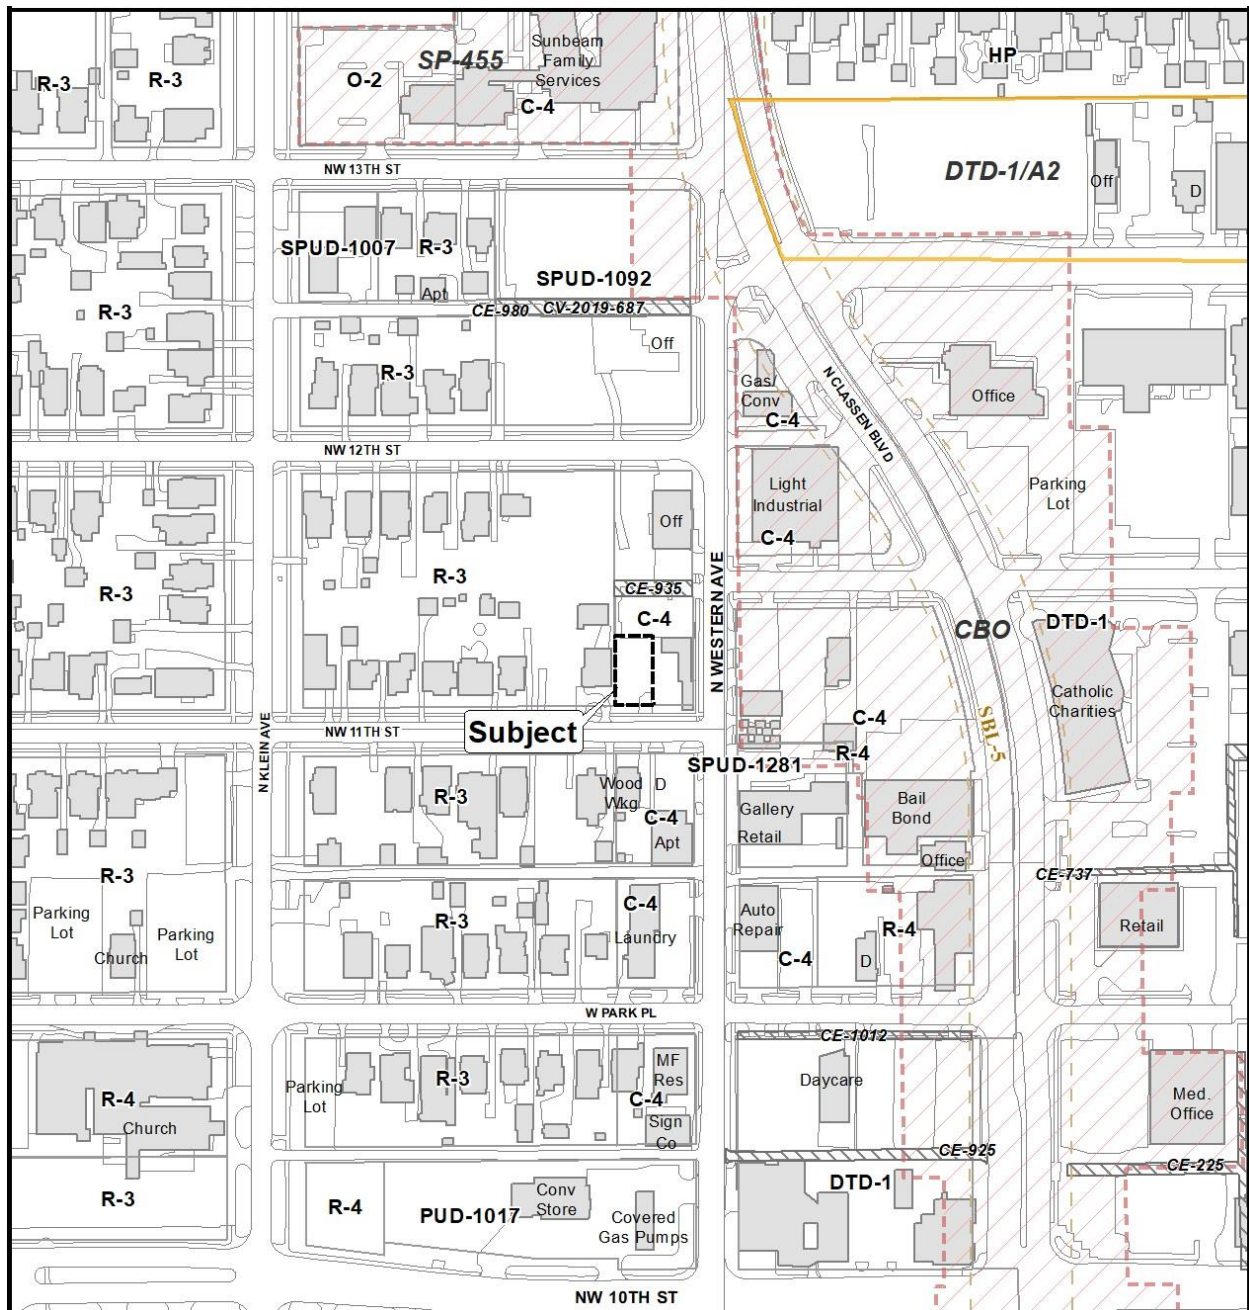 SP-455
Sunbeam
Family
Services
HP
R-3
R-3
O-2
C-4
NW 13TH ST
DTD-1/A2
Off
D
SPUD-1007
R-3
SPUD-1092
Apt
CE-980
CV-2019-687
R-3
Off
R-3
Gas/
Conv
C-4
N CLASSEN BLVD
Office
NW 12TH ST
Light
Industrial
C-4
Parking
Lot
Off
N WESTERN AVE
R-3
R-3
CE-935
C-4
CBO
DTD-1
Catholic
Charities
Subject
NW 11TH ST
N KLEIN AVE
C-4
SBL-5
R-4
SPUD-1281
R-3
Wood
Wkg
D
C-4
Apt
Gallery
Retail
Bail
Bond
Office
R-3
CE-737
Parking
Lot
Church
Parking
Lot
R-3
C-4
Laundry
Auto
Repair
C-4
R-4
D
Retail
W PARK PL
CE-1012
R-4
Church
Parking
Lot
R-3
MF
Res
C-4
Sign
Co
Daycare
Med.
Office
CE-925
CE-225
R-3
R-4
PUD-1017
Conv
Store
Covered
Gas Pumps
DTD-1
NW 10TH ST